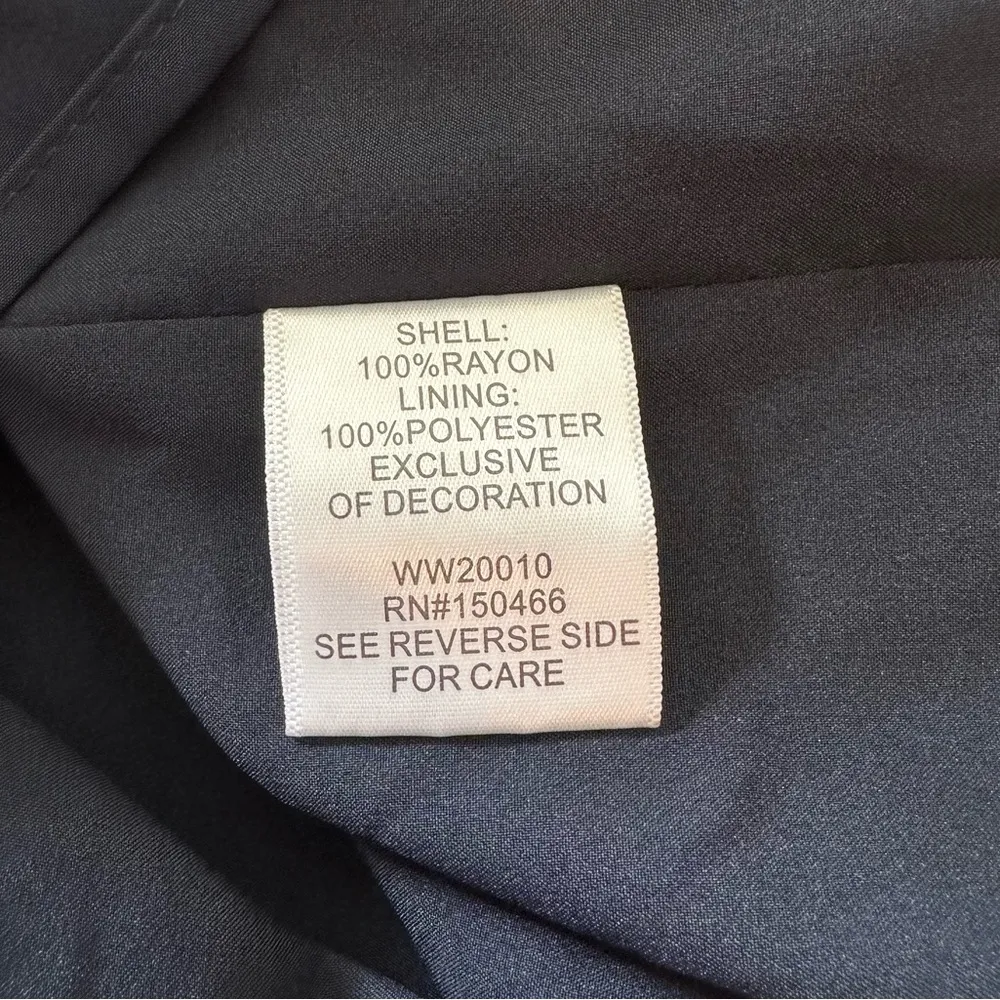 SHELL:
100%RAYON
LINING:
100%POLYESTER
EXCLUSIVE
OF DECORATION
WW20010
RN#150466
SEE REVERSE SIDE
FOR CARE